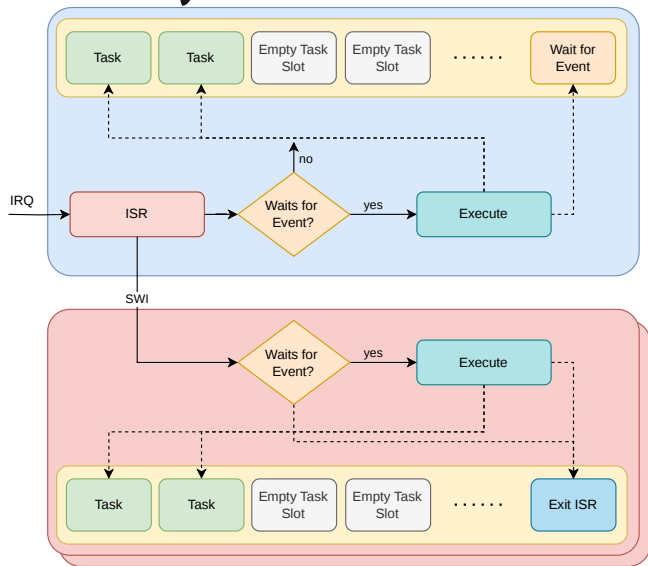 Task
Task
Empty Task
Slot
Empty Task
Slot
......
Wait for
Event
no
IRQ
ISR
Waits for
Event?
yes
Execute
SWI
Waits for
Event?
yes
Execute
Task
Task
Empty Task
Slot
Empty Task
Slot
......
Exit ISR